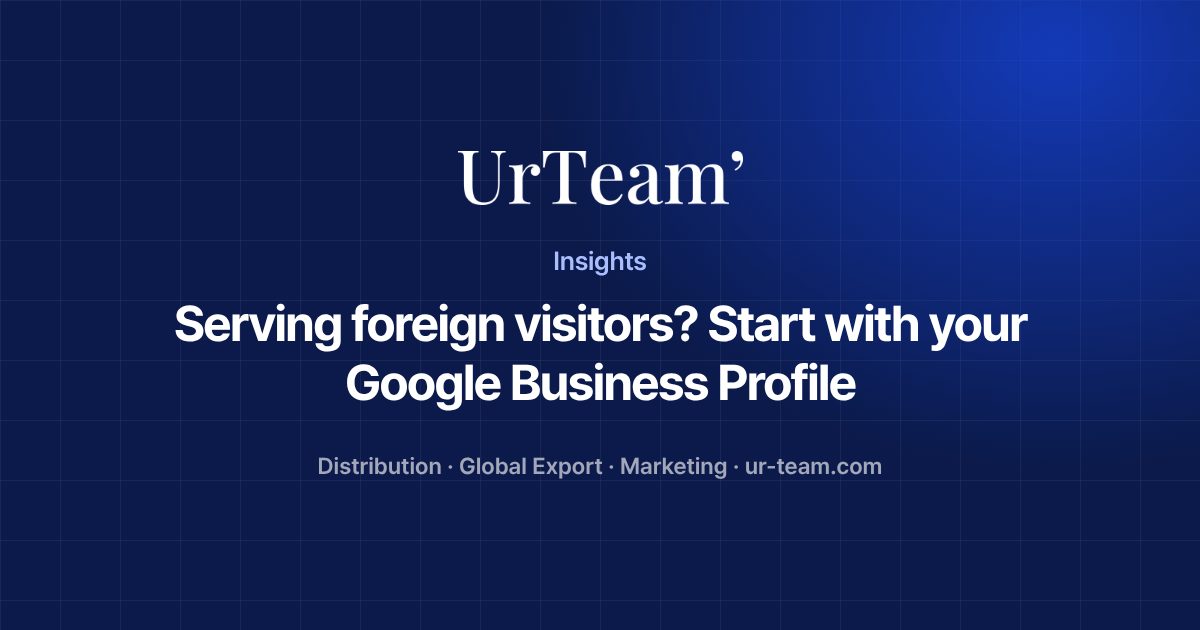 UrTeam’
Insights
Serving foreign visitors? Start with your
Google Business Profile
Distribution · Global Export · Marketing · ur-team.com